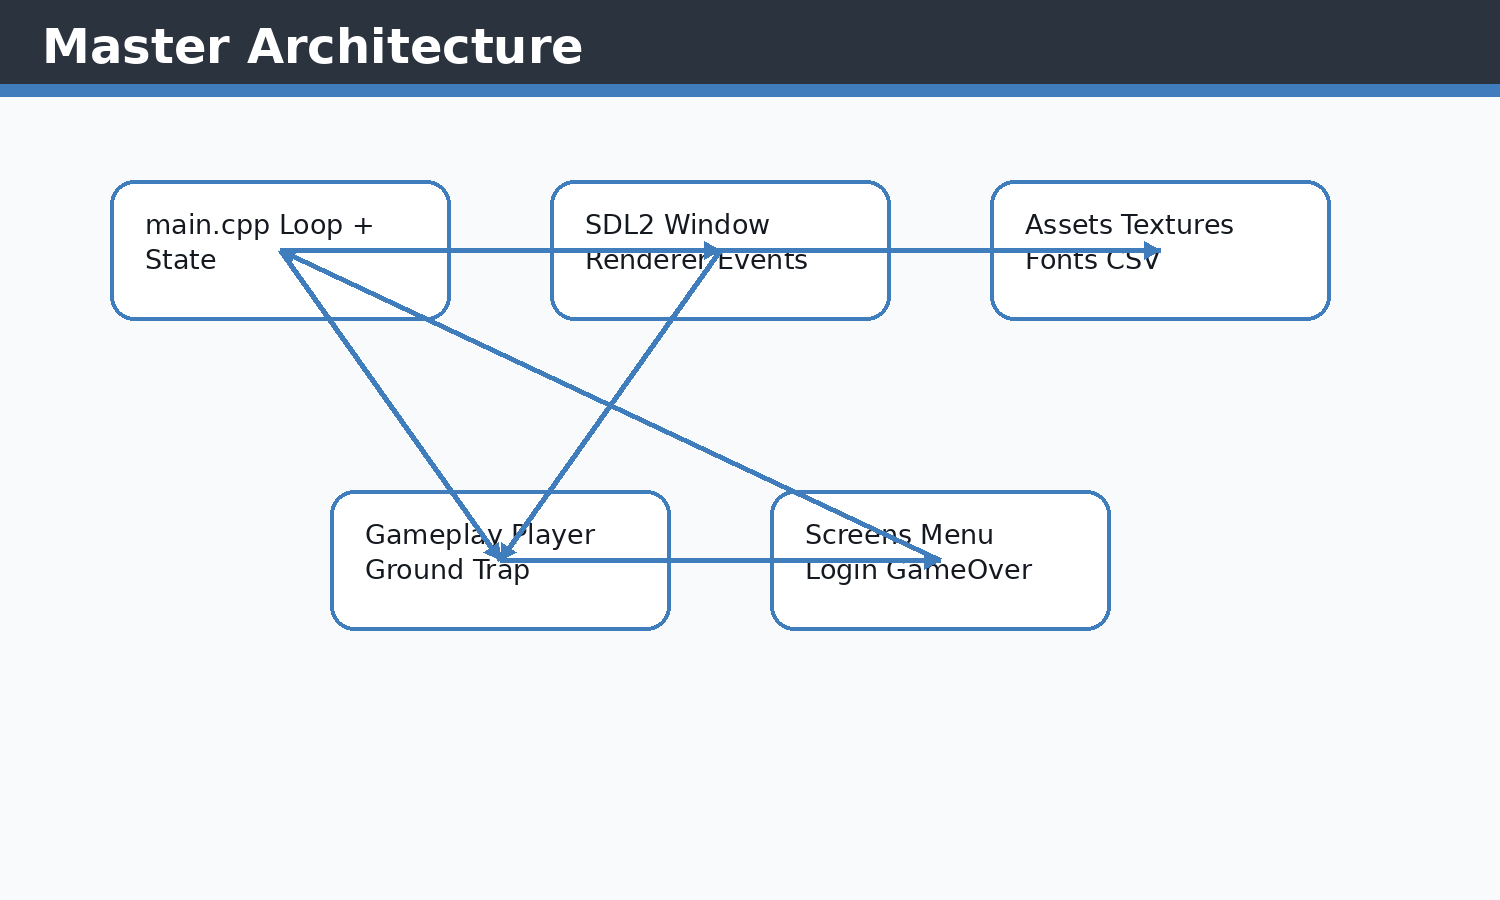 Master Architecture
main.cpp Loop +
State
SDL2 Window
Renderer Events
Assets Textures
Fonts CSV
Gameplay Player
Ground Trap
Screens Menu
Login GameOver